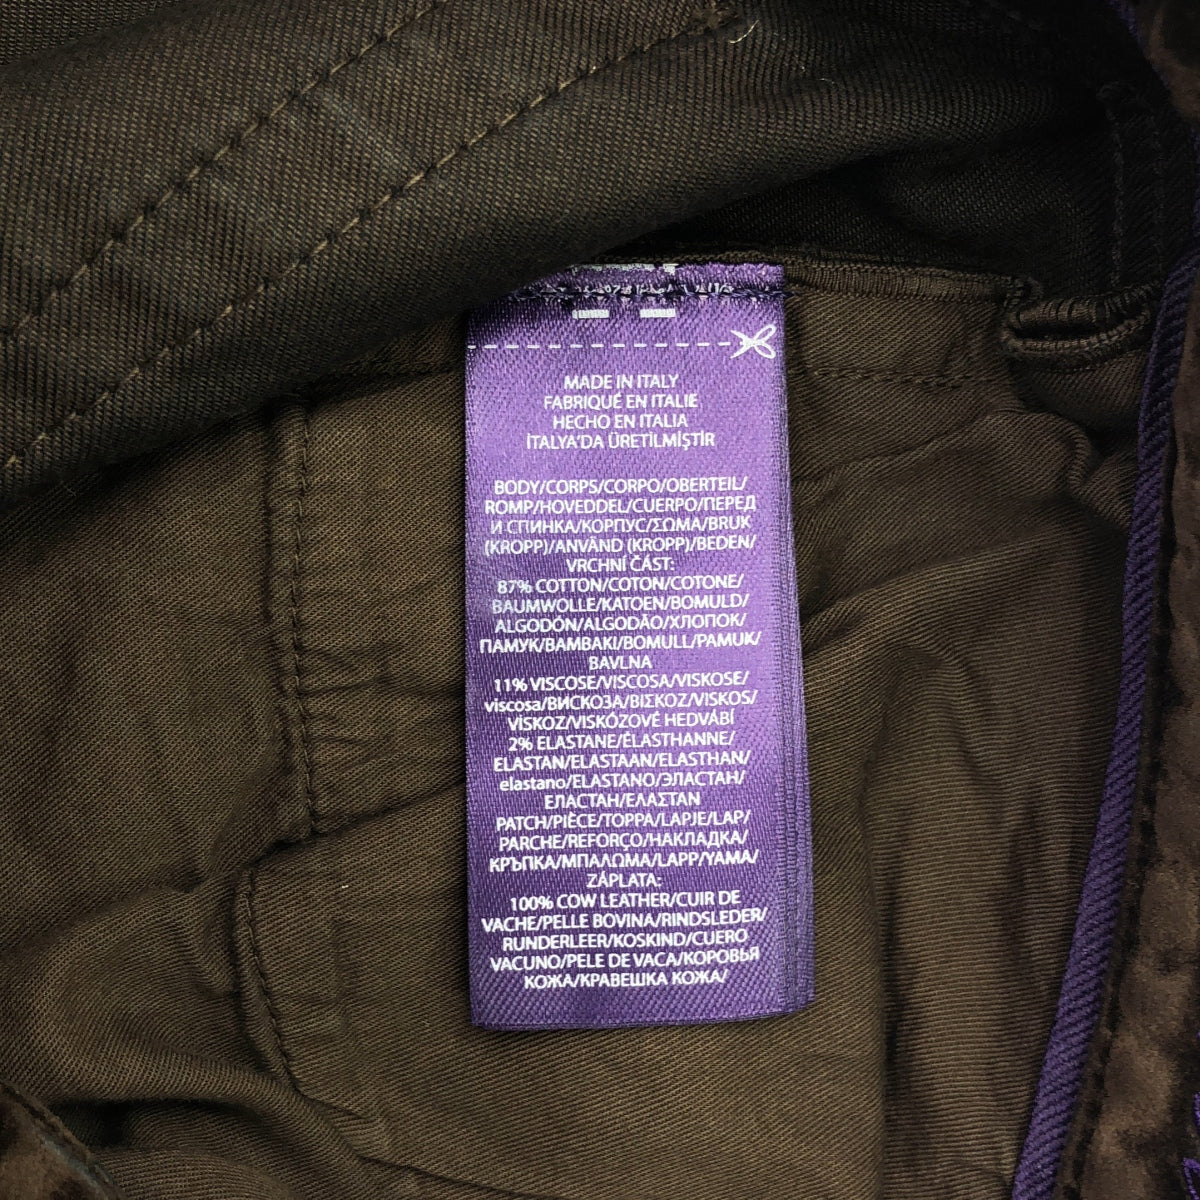 MADE IN ITALY
FABRIQUÉ EN ITALIE
HECHO EN ITALIA
İTALYA'DA ÜRETİLMİŞTİR
BODY/CORPS/CORPO/OBERTEIL/
ROMP/HOVEDDEL/CUERPO/ПЕРЕД
И СПИНКА/КОРПУС/ΣΩΜΑ/BRUK
(KROPP)/ANVÄND (KROPP)/BEDEN/
VRCHNÍ ČÁST:
87% COTTON/COTON/COTONE/
BAUMWOLLE/KATOEN/BOMULD/
ALGODÓN/ALGODÃO/ХЛОПОК/
ПАМУК/ΒΑΜΒΑΚΙ/BOMULL/PAMUK/
BAVLNA
11% VISCOSE/VISCOSA/VISKOSE/
viscosa/ВИСКОЗА/ΒΙΣΚΟΖ/VISKOS/
VİSKOZ/VISKÓZOVÉ HEDVÁBÍ
2% ELASTANE/ÉLASTHANNE/
ELASTAN/ELASTAAN/ELASTHAN/
elastano/ELASTANO/ЭЛАСТАН/
ЕЛАСТАН/ΕΛΑΣΤΑΝ
PATCH/PIÈCE/TOPPA/LAPJE/LAP/
PARCHE/REFORÇO/НАКЛАДКА/
КРЪПКА/ΜΠΑΛΩΜΑ/LAPP/YAMA/
ZÁPLATA:
100% COW LEATHER/CUIR DE
VACHE/PELLE BOVINA/RINDSLEDER/
RUNDERLEER/KOSKIND/CUERO
VACUNO/PELE DE VACA/КОРОВЬЯ
КОЖА/КРАВЕШКА КОЖА/